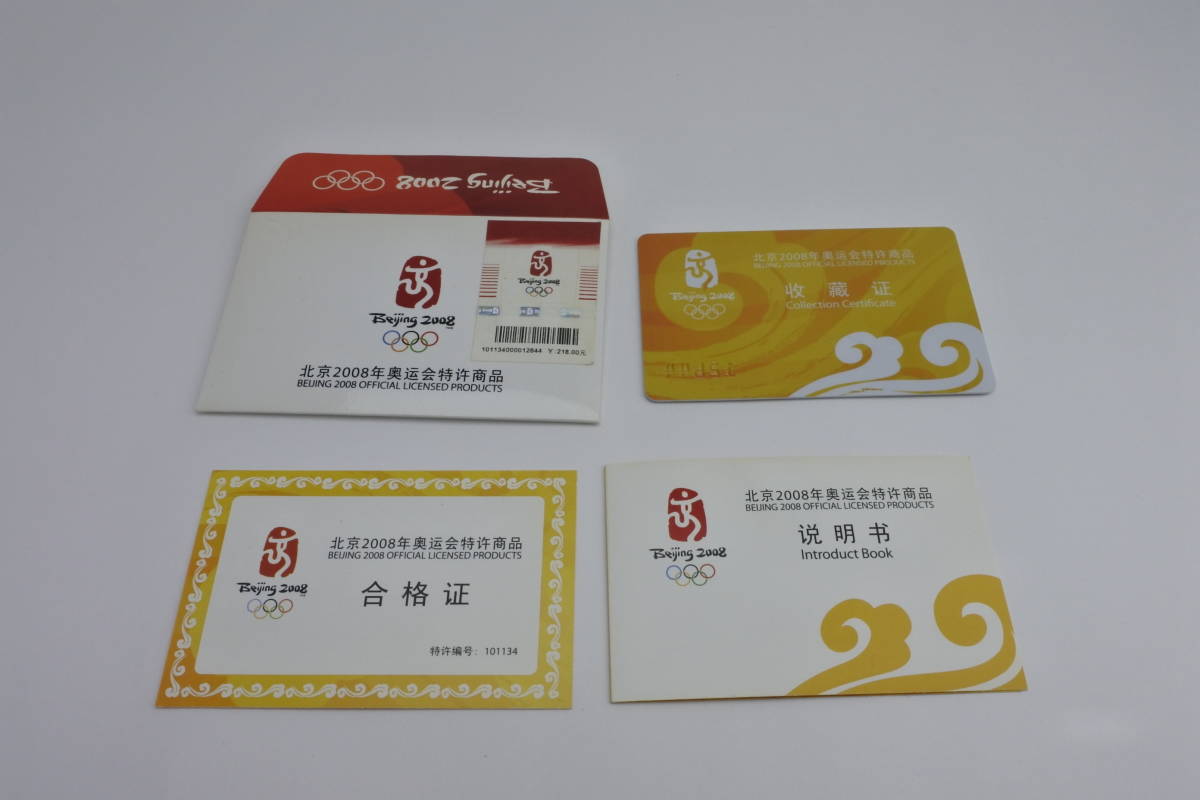 Beijing 2008
Beijing 2008
Beijing 2008
101134000012644 Y:218.00元
北京2008年奥运会特许商品
BEIJING 2008 OFFICIAL LICENSED PRODUCTS
Beijing 2008
北京2008年奥运会特许商品
BEIJING 2008 OFFICIAL LICENSED PRODUCTS
收藏证
Collection Certificate
Beijing 2008
北京2008年奥运会特许商品
BEIJING 2008 OFFICIAL LICENSED PRODUCTS
合格证
特许编号：101134
Beijing 2008
北京2008年奥运会特许商品
BEIJING 2008 OFFICIAL LICENSED PRODUCTS
说明书
Introduct Book